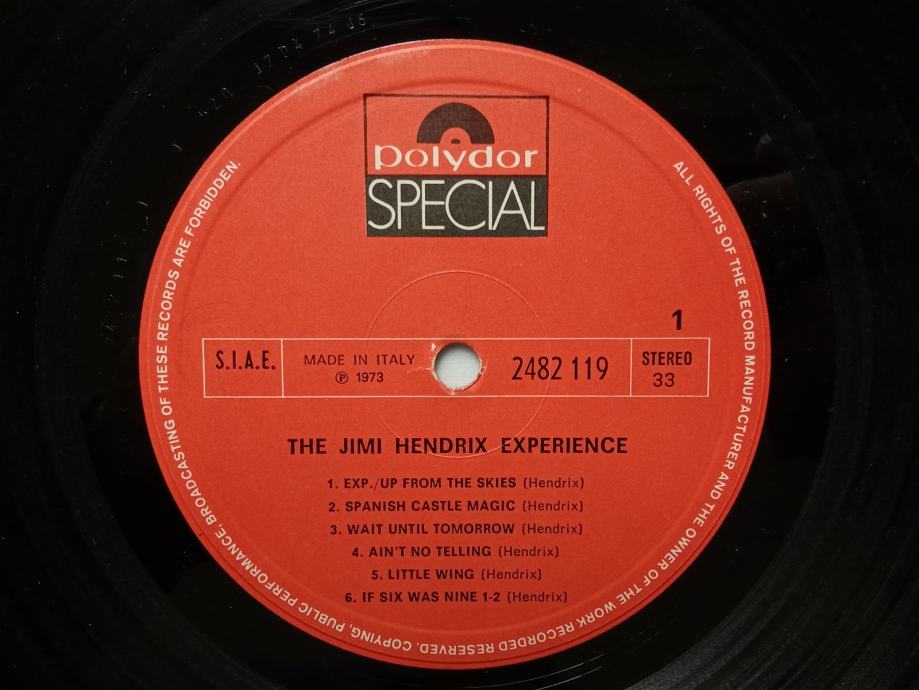 polydor
SPECIAL
1
S.I.A.E.
MADE IN ITALY
℗ 1973
2482 119
STEREO
33
THE JIMI HENDRIX EXPERIENCE
1. EXP./UP FROM THE SKIES (Hendrix)
2. SPANISH CASTLE MAGIC (Hendrix)
3. WAIT UNTIL TOMORROW (Hendrix)
4. AIN'T NO TELLING (Hendrix)
5. LITTLE WING (Hendrix)
6. IF SIX WAS NINE 1-2 (Hendrix)
ALL RIGHTS OF THE RECORD MANUFACTURER AND THE OWNER OF THE WORK RECORDED RESERVED. COPYING, PUBLIC PERFORMANCE, BROADCASTING OF THESE RECORDS ARE FORBIDDEN.